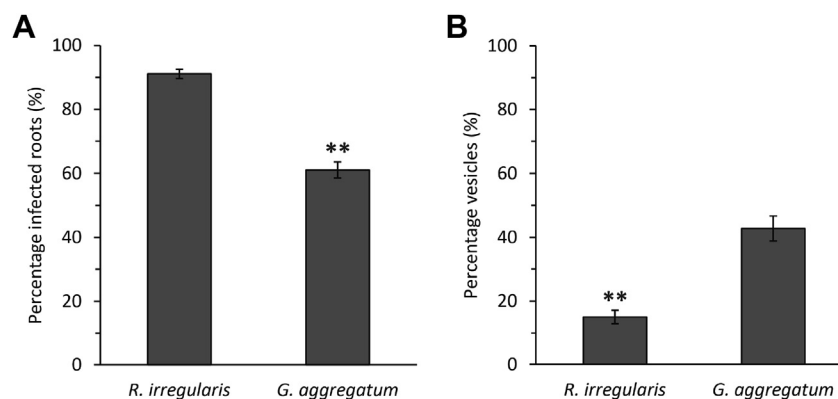 A
Percentage infected roots (%)
100
80
60
40
20
0
**
R. irregularis
G. aggregatum
B
Percentage vesicles (%)
100
80
60
40
20
0
**
R. irregularis
G. aggregatum